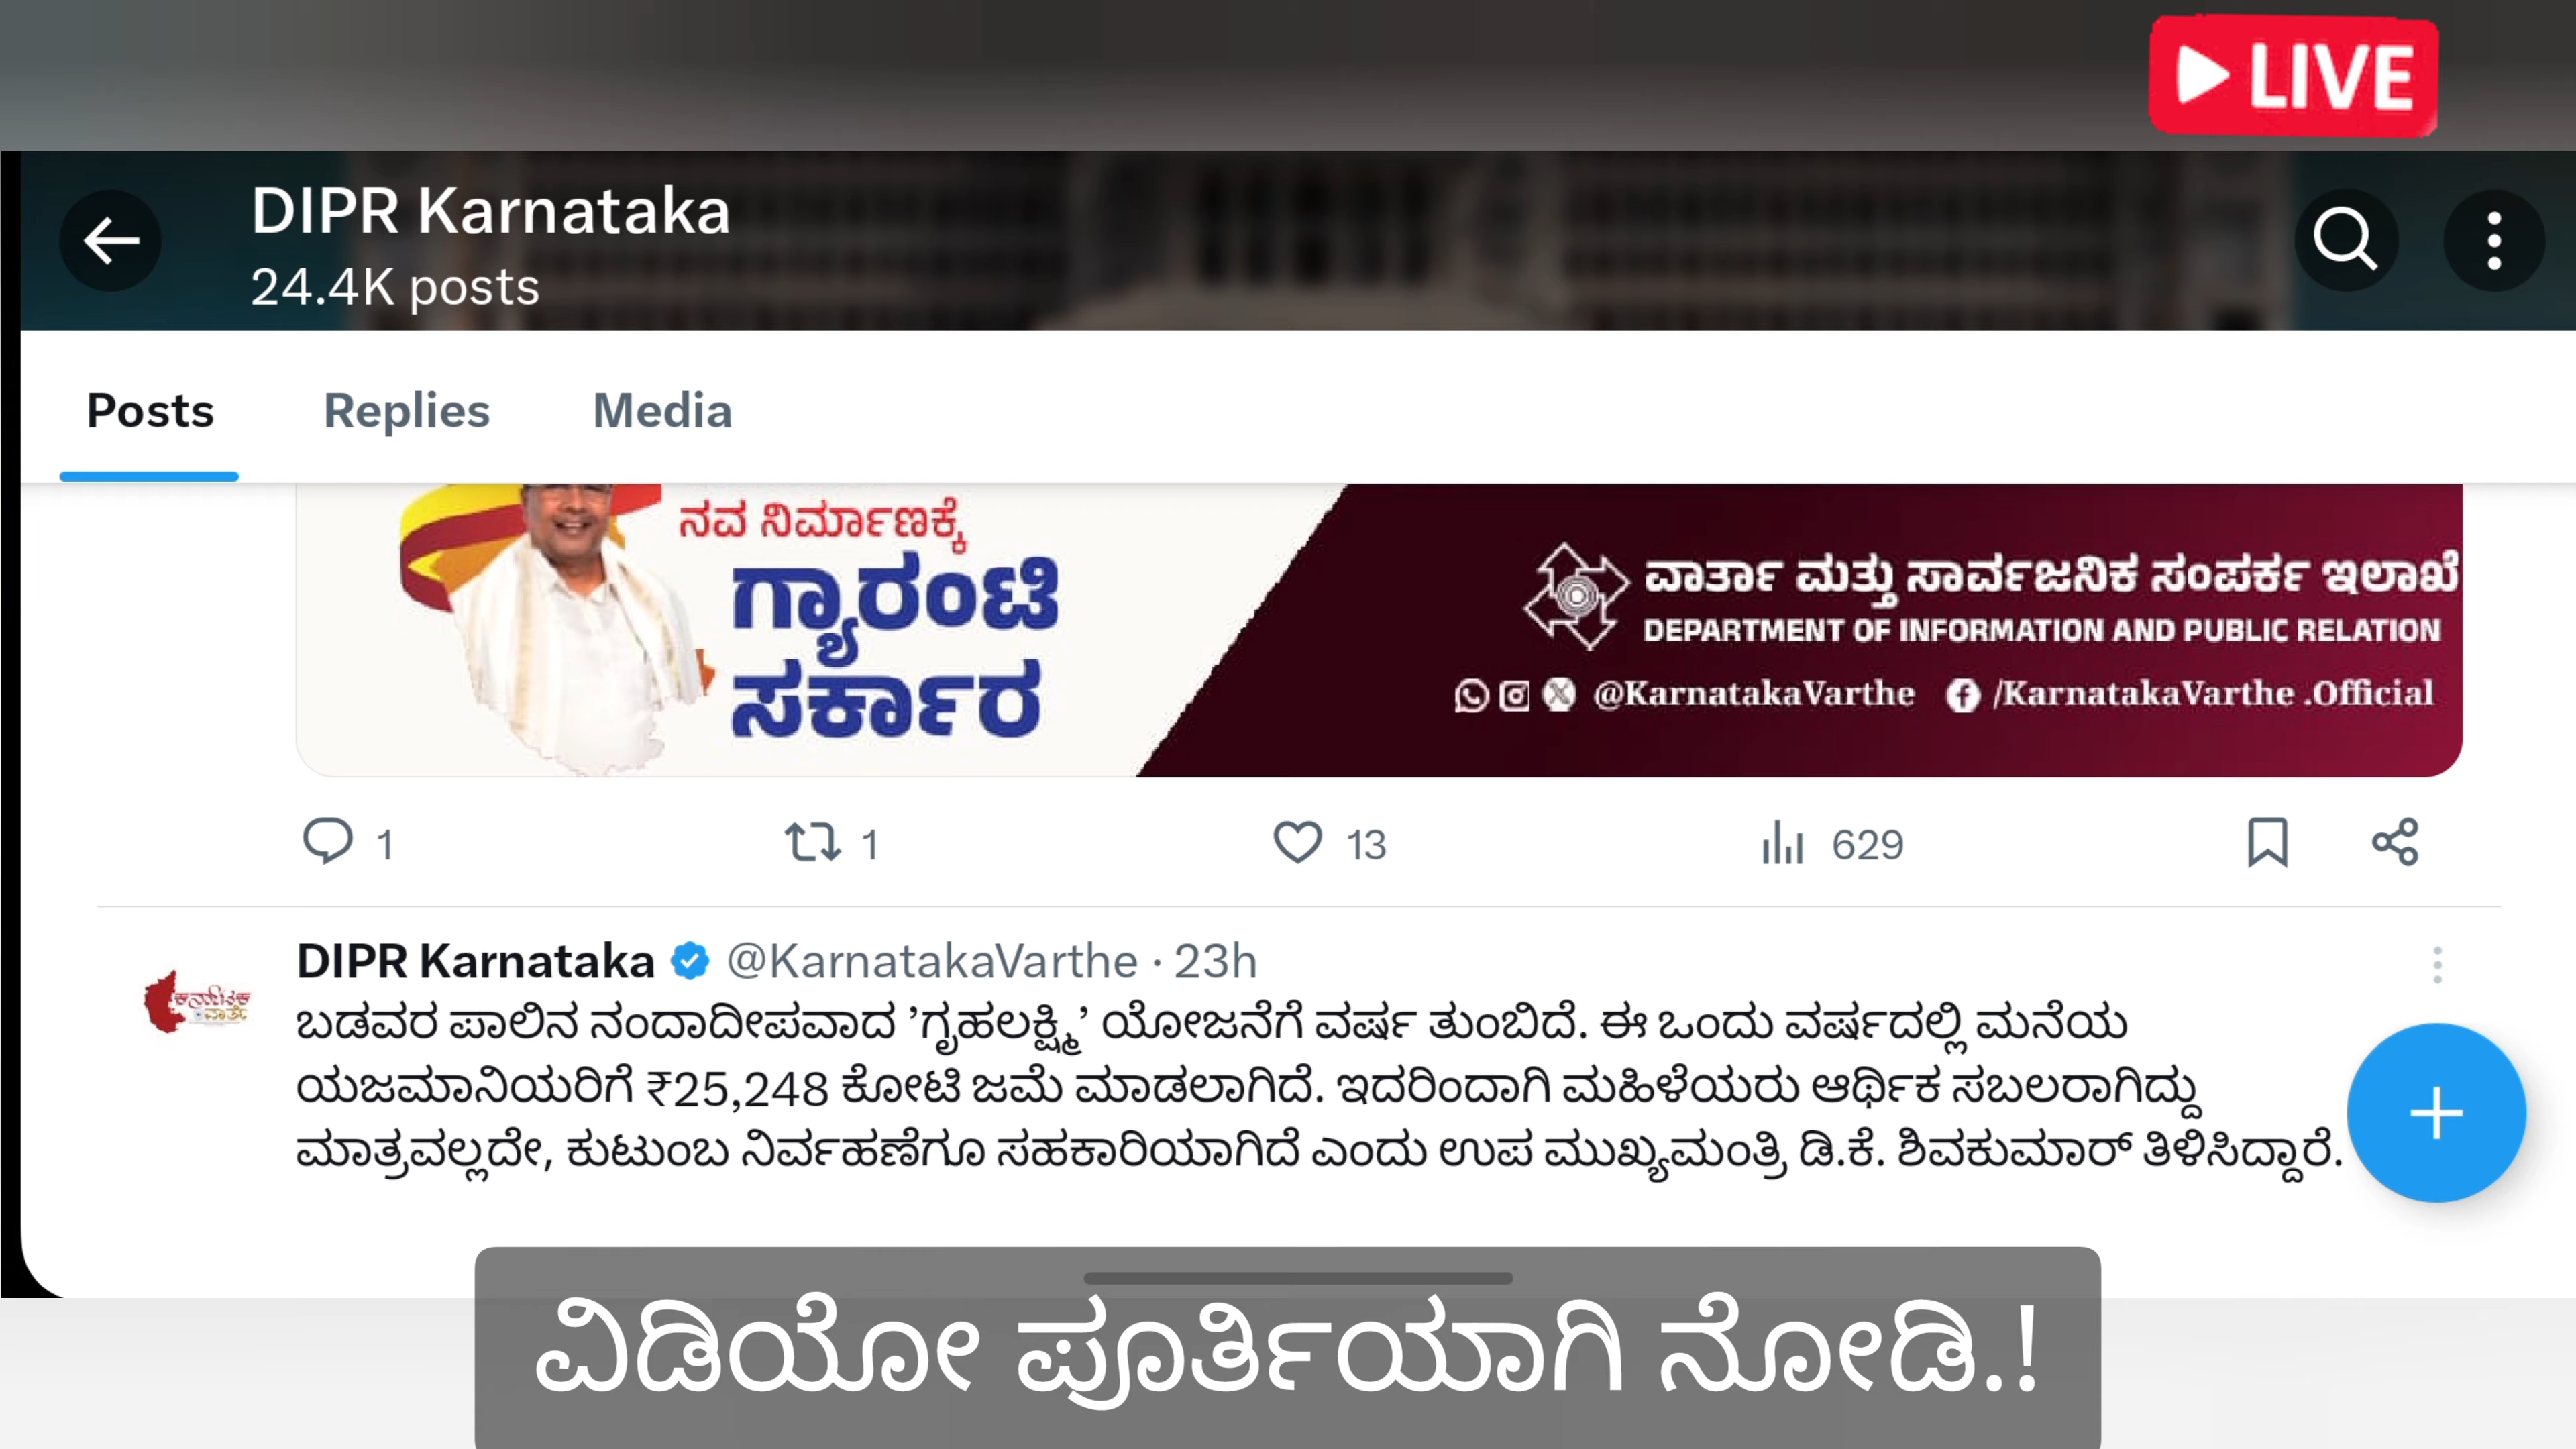 LIVE
DIPR Karnataka
24.4K posts
Posts Replies Media
ನವ ನಿರ್ಮಾಣಕ್ಕೆ
ಗ್ಯಾರಂಟಿ
ಸರ್ಕಾರ
ವಾರ್ತಾ ಮತ್ತು ಸಾರ್ವಜನಿಕ ಸಂಪರ್ಕ ಇಲಾಖೆ
DEPARTMENT OF INFORMATION AND PUBLIC RELATION
@KarnatakaVarthe /KarnatakaVarthe .Official
1 1 13 629
DIPR Karnataka @KarnatakaVarthe · 23h
ಕರ್ನಾಟಕ
ವಾರ್ತೆ
ಬಡವರ ಪಾಲಿನ ನಂದಾದೀಪವಾದ ’ಗೃಹಲಕ್ಷ್ಮಿ’ ಯೋಜನೆಗೆ ವರ್ಷ ತುಂಬಿದೆ. ಈ ಒಂದು ವರ್ಷದಲ್ಲಿ ಮನೆಯ
ಯಜಮಾನಿಯರಿಗೆ ₹25,248 ಕೋಟಿ ಜಮೆ ಮಾಡಲಾಗಿದೆ. ಇದರಿಂದಾಗಿ ಮಹಿಳೆಯರು ಆರ್ಥಿಕ ಸಬಲರಾಗಿದ್ದು
ಮಾತ್ರವಲ್ಲದೇ, ಕುಟುಂಬ ನಿರ್ವಹಣೆಗೂ ಸಹಕಾರಿಯಾಗಿದೆ ಎಂದು ಉಪ ಮುಖ್ಯಮಂತ್ರಿ ಡಿ.ಕೆ. ಶಿವಕುಮಾರ್ ತಿಳಿಸಿದ್ದಾರೆ.
ವಿಡಿಯೋ ಪೂರ್ತಿಯಾಗಿ ನೋಡಿ.!